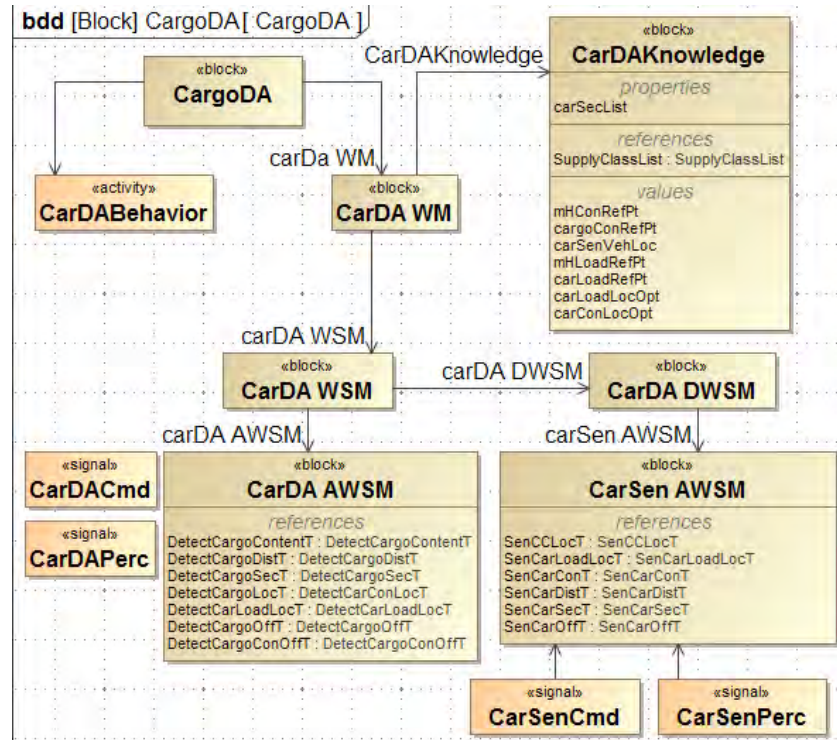 bdd [Block] CargoDA[ CargoDA ]
«block»
CargoDA
CarDAKnowledge
«block»
CarDAKnowledge
properties
carSecList
references
SupplyClassList : SupplyClassList
values
mHConRefPt
cargoConRefPt
carSenVehLoc
mHLoadRefPt
carLoadRefPt
carLoadLocOpt
carConLocOpt
carDa WM
«activity»
CarDABehavior
«block»
CarDA WM
carDA WSM
«block»
CarDA WSM
carDA DWSM
«block»
CarDA DWSM
carDA AWSM
carSen AWSM
«signal»
CarDACmd
«signal»
CarDAPerc
«block»
CarDA AWSM
references
DetectCargoContentT : DetectCargoContentT
DetectCargoDistT : DetectCargoDistT
DetectCargoSecT : DetectCargoSecT
DetectCargoLocT : DetectCarConLocT
DetectCarLoadLocT : DetectCarLoadLocT
DetectCargoOffT : DetectCargoOffT
DetectCargoConOffT : DetectCargoConOffT
«block»
CarSen AWSM
references
SenCCLocT : SenCCLocT
SenCarLoadLocT : SenCarLoadLocT
SenCarConT : SenCarConT
SenCarDistT : SenCarDistT
SenCarSecT : SenCarSecT
SenCarOffT : SenCarOffT
«signal»
CarSenCmd
«signal»
CarSenPerc